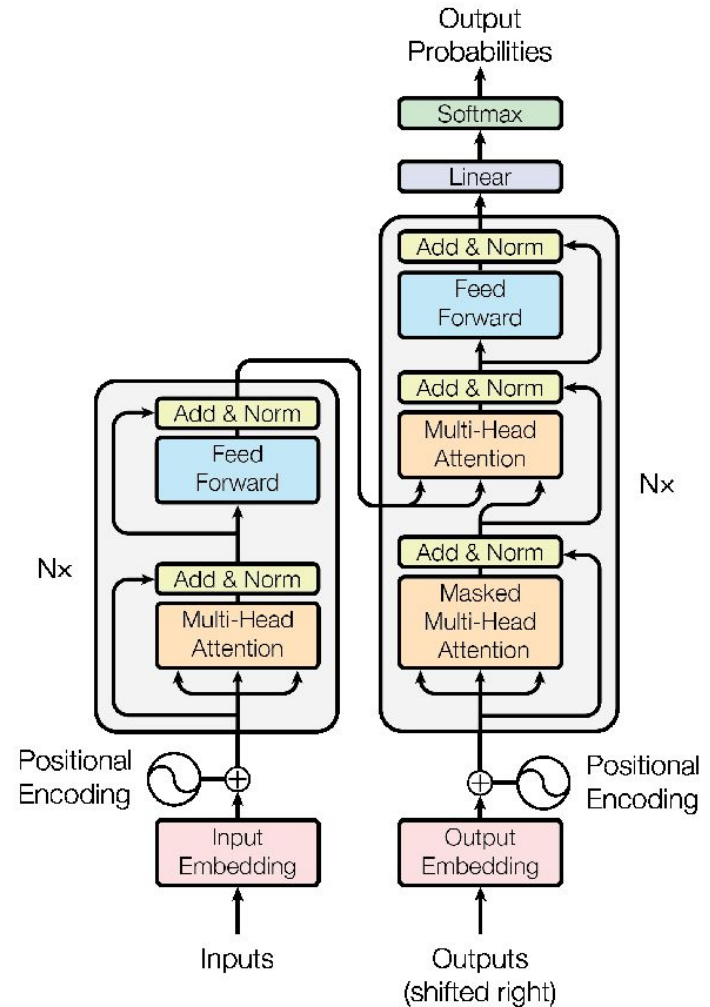 Output
Probabilities
Softmax
Linear
Add & Norm
Feed
Forward
Add & Norm
Multi-Head
Attention
Nx
Add & Norm
Masked
Multi-Head
Attention
Add & Norm
Feed
Forward
Nx
Add & Norm
Multi-Head
Attention
Positional
Encoding
Positional
Encoding
Input
Embedding
Output
Embedding
Inputs
Outputs
(shifted right)